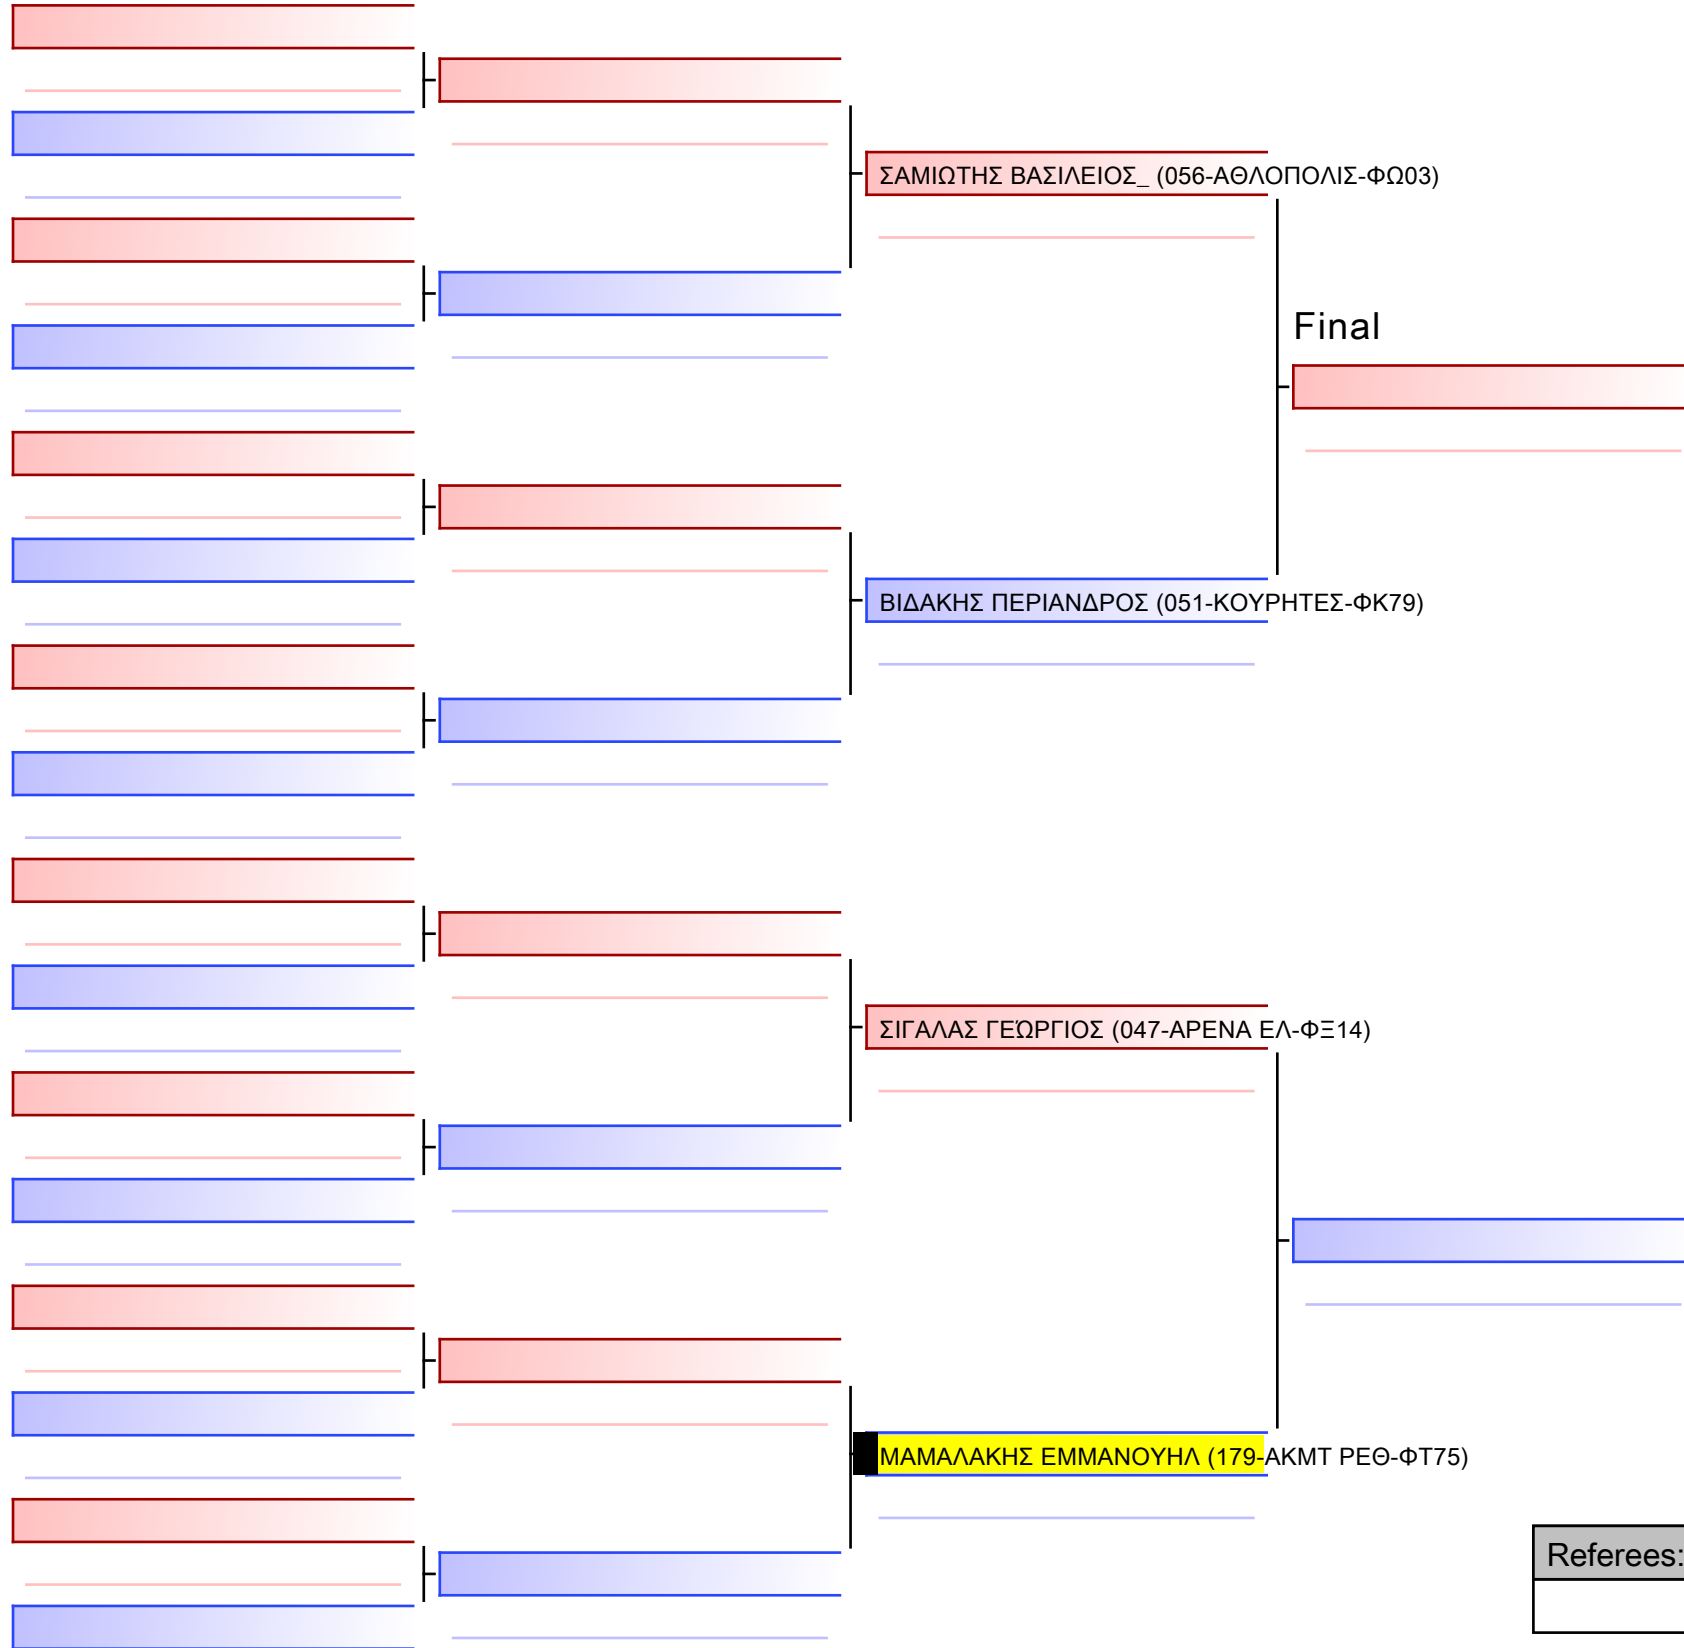 ΣΑΜΙΩΤΗΣ ΒΑΣΙΛΕΙΟΣ_ (056-ΑΘΛΟΠΟΛΙΣ-ΦΩ03)
Final
ΒΙΔΑΚΗΣ ΠΕΡΙΑΝΔΡΟΣ (051-ΚΟΥΡΗΤΕΣ-ΦΚ79)
ΣΙΓΑΛΑΣ ΓΕΏΡΓΙΟΣ (047-ΑΡΕΝΑ ΕΛ-ΦΞ14)
ΜΑΜΑΛΑΚΗΣ ΕΜΜΑΝΟΥΗΛ (179-ΑΚΜΤ ΡΕΘ-ΦΤ75)
Referees: